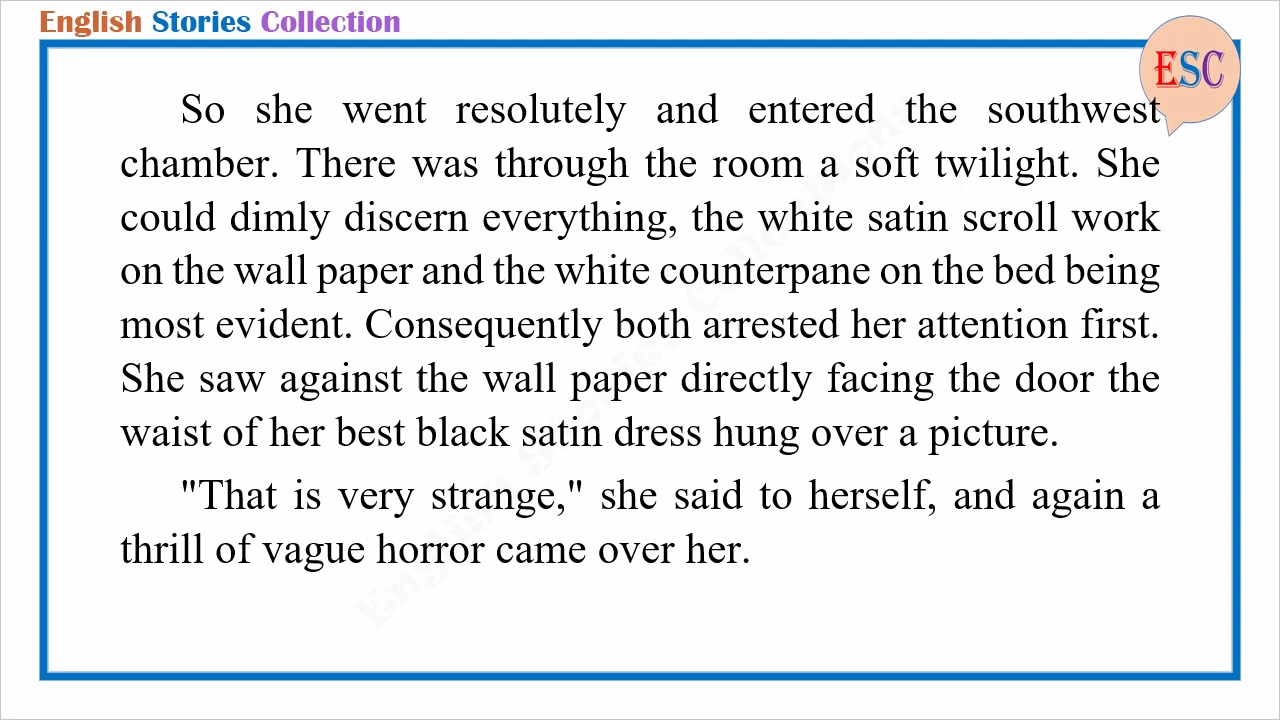 English Stories Collection
ESC
So she went resolutely and entered the southwest
chamber. There was through the room a soft twilight. She
could dimly discern everything, the white satin scroll work
on the wall paper and the white counterpane on the bed being
most evident. Consequently both arrested her attention first.
She saw against the wall paper directly facing the door the
waist of her best black satin dress hung over a picture.
"That is very strange," she said to herself, and again a
thrill of vague horror came over her.